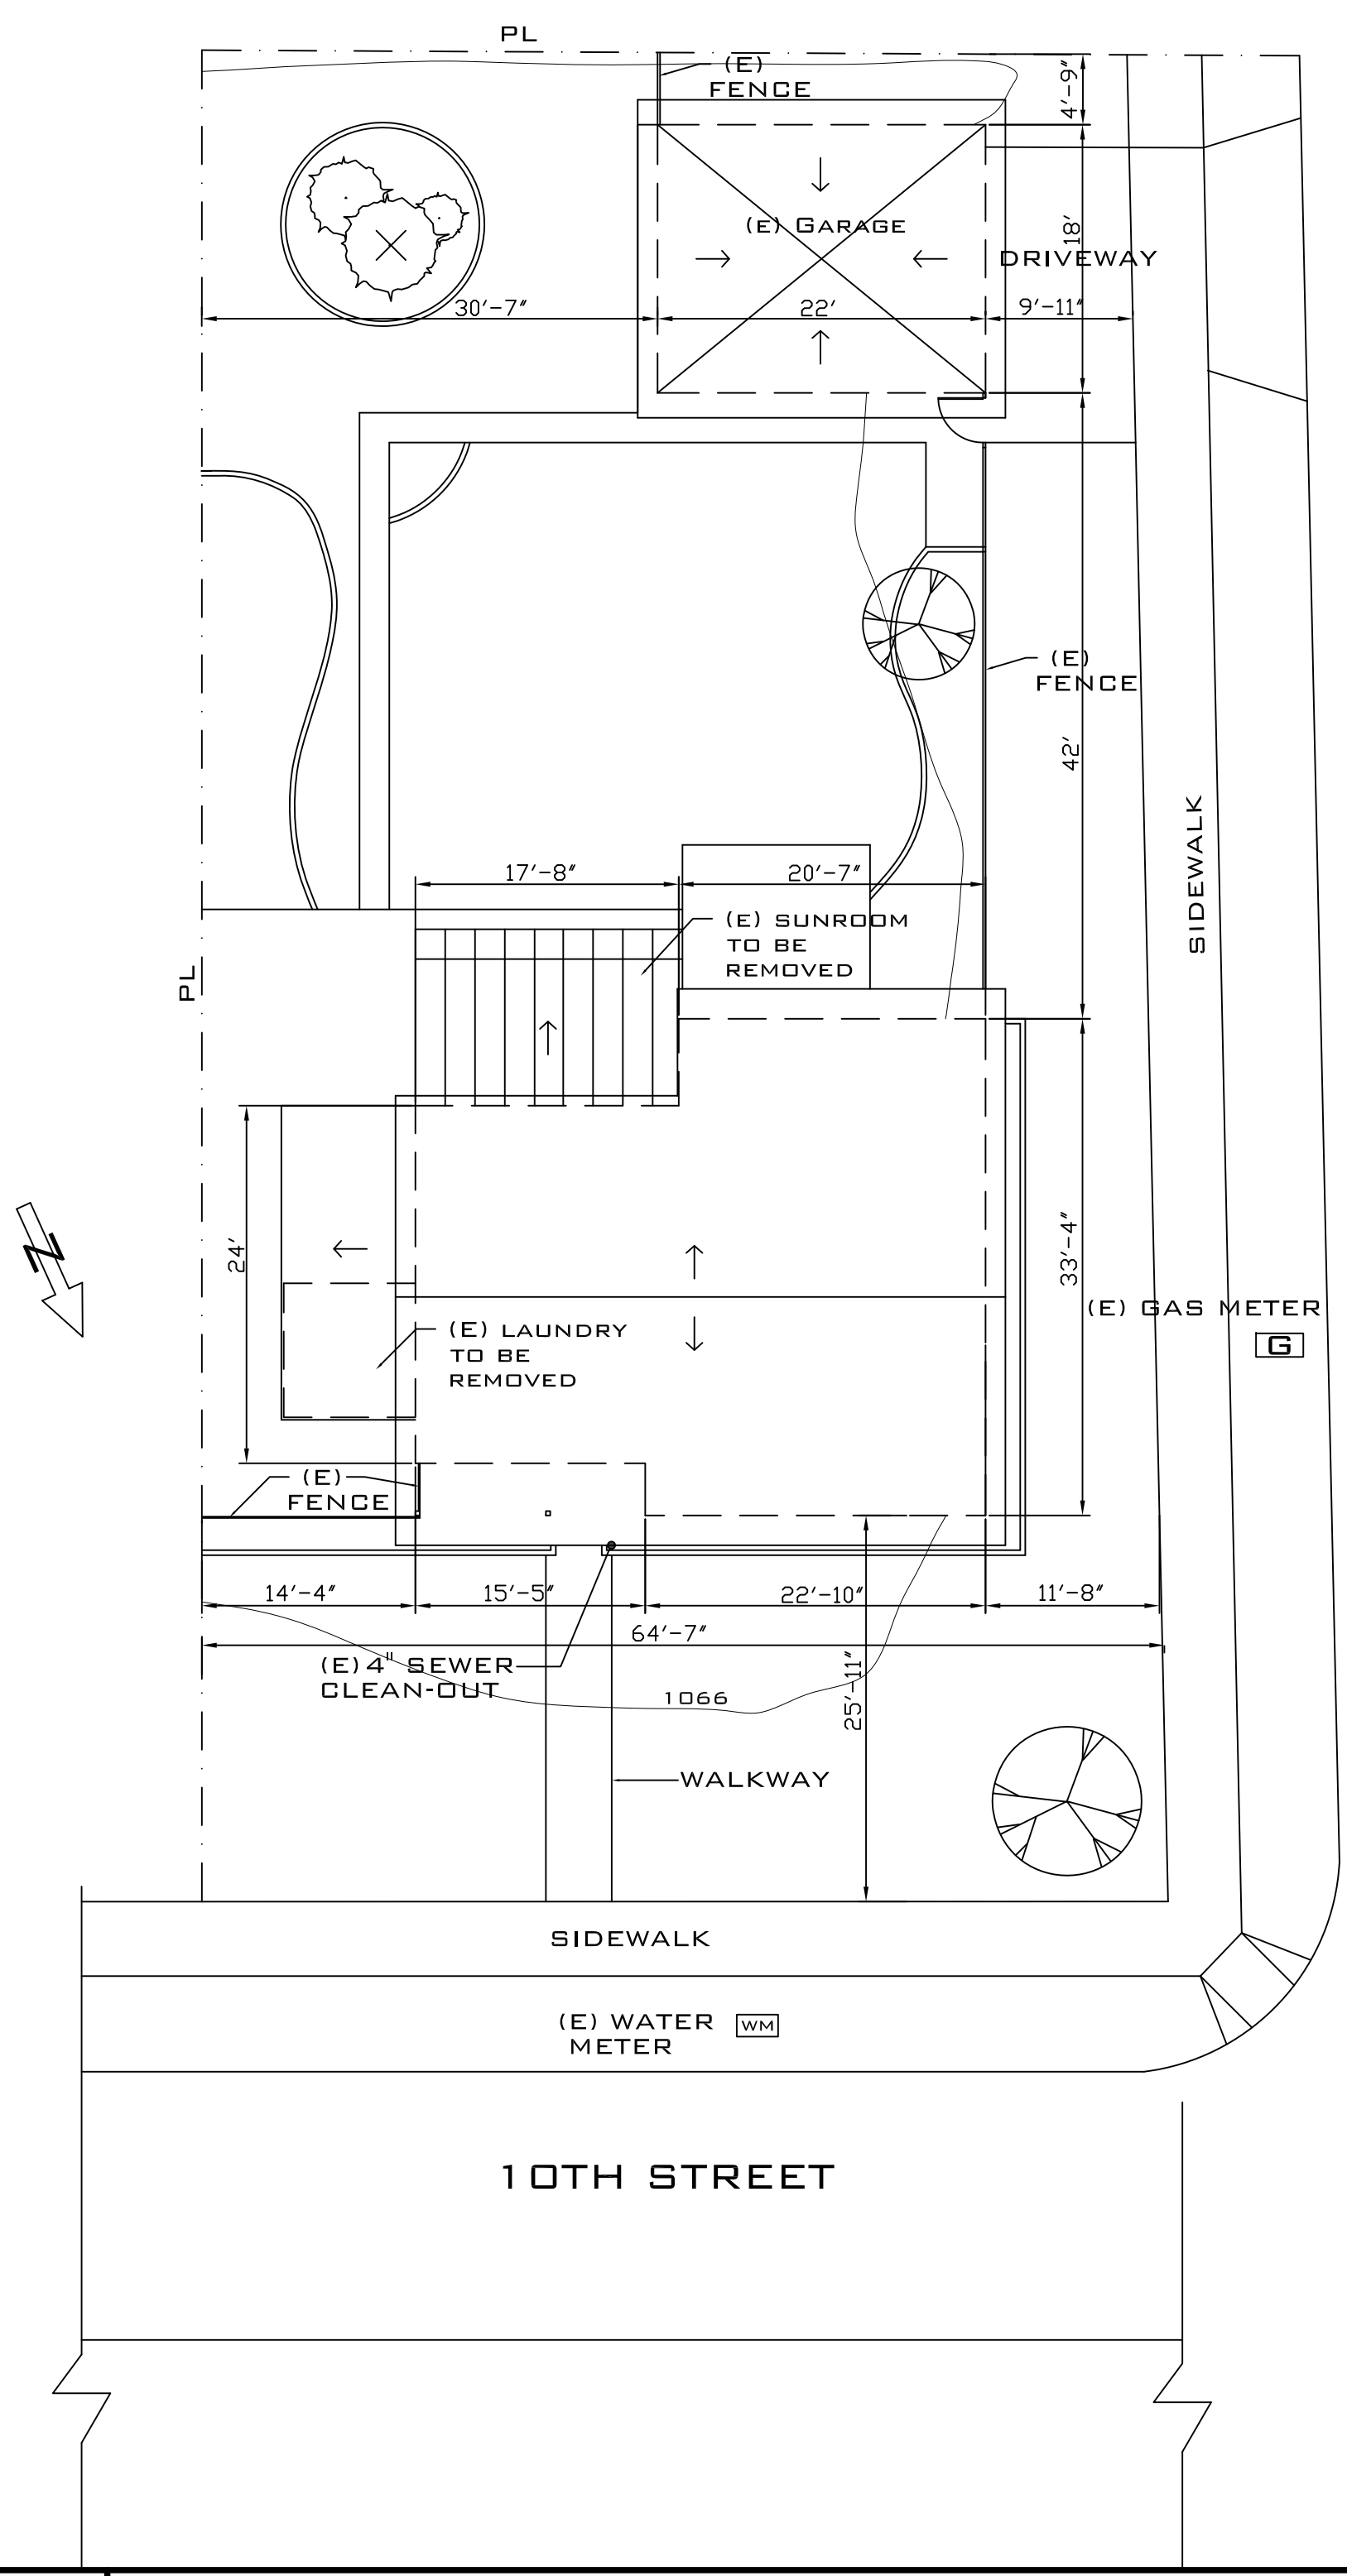 PL
(E)
FENCE
4'-9"
(E) GARAGE
18'
DRIVEWAY
30'-7"
22'
9'-11"
(E)
FENCE
42'
SIDEWALK
17'-8"
20'-7"
(E) SUNROOM
TO BE
REMOVED
PL
N
24'
33'-4"
(E) GAS METER
G
(E) LAUNDRY
TO BE
REMOVED
(E)
FENCE
14'-4"
15'-5"
22'-10"
11'-8"
64'-7"
(E) 4" SEWER
CLEAN-OUT
1066
25'-11"
WALKWAY
SIDEWALK
(E) WATER
METER
WM
10TH STREET